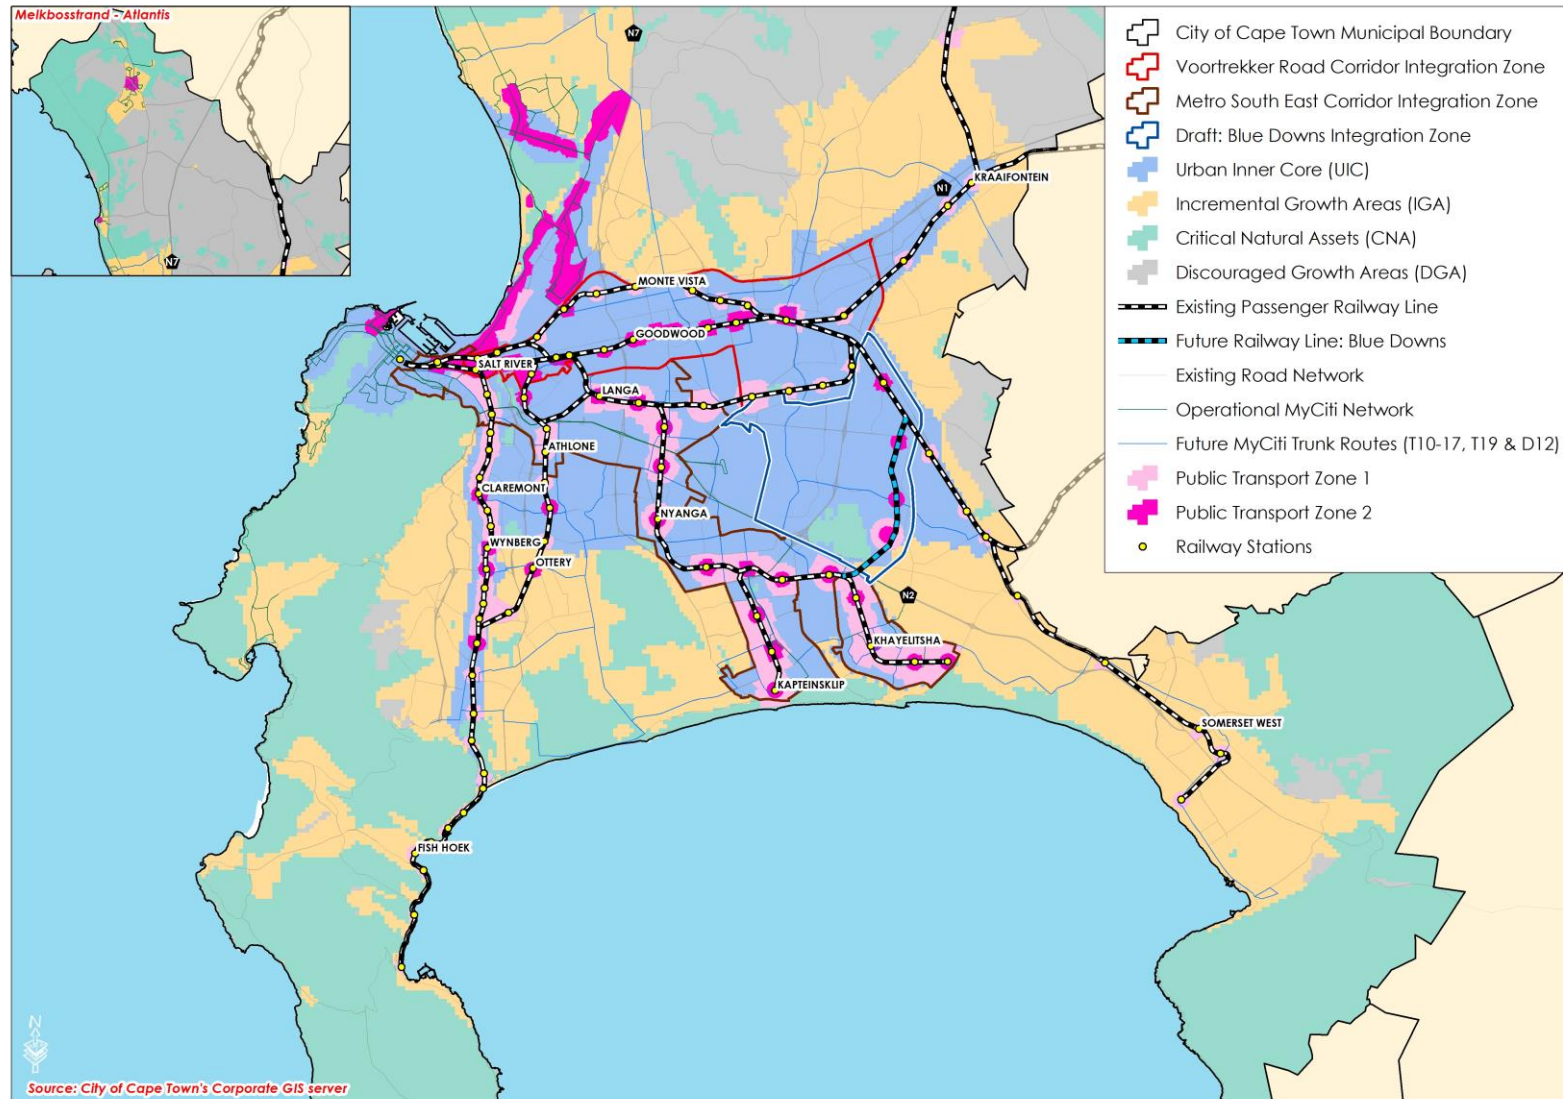 Melkbosstrand - Atlantis
N7
N7
City of Cape Town Municipal Boundary
Voortrekker Road Corridor Integration Zone
Metro South East Corridor Integration Zone
Draft: Blue Downs Integration Zone
Urban Inner Core (UIC)
Incremental Growth Areas (IGA)
Critical Natural Assets (CNA)
Discouraged Growth Areas (DGA)
Existing Passenger Railway Line
Future Railway Line: Blue Downs
Existing Road Network
Operational MyCiti Network
Future MyCiti Trunk Routes (T10-17, T19 & D12)
Public Transport Zone 1
Public Transport Zone 2
Railway Stations
KRAAIFONTEIN
N1
MONTE VISTA
GOODWOOD
SALT RIVER
LANGA
ATHLONE
CLAREMONT
NYANGA
WYNBERG
OTTERY
N2
KHAYELITSHA
KAPTEINSKLIP
SOMERSET WEST
FISH HOEK
N
Source: City of Cape Town's Corporate GIS server